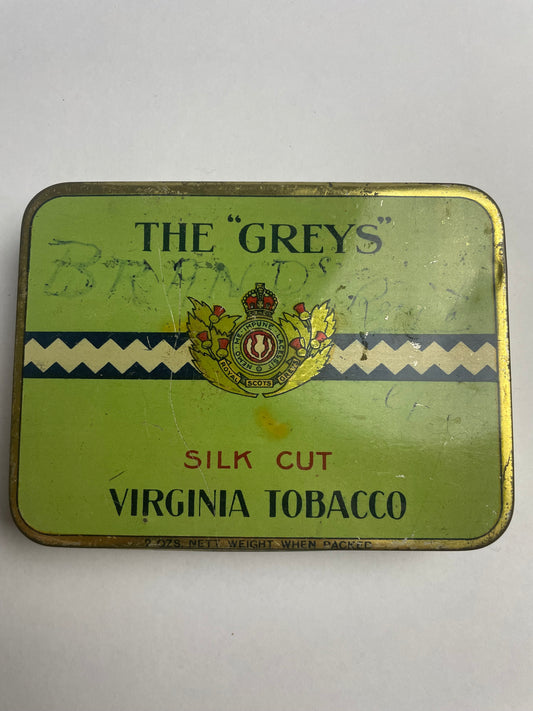 THE "GREYS"
NEMO ME IMPUNE LACESSIT
ROYAL SCOTS GREYS
SILK CUT
VIRGINIA TOBACCO
2 OZS. NETT WEIGHT WHEN PACKED